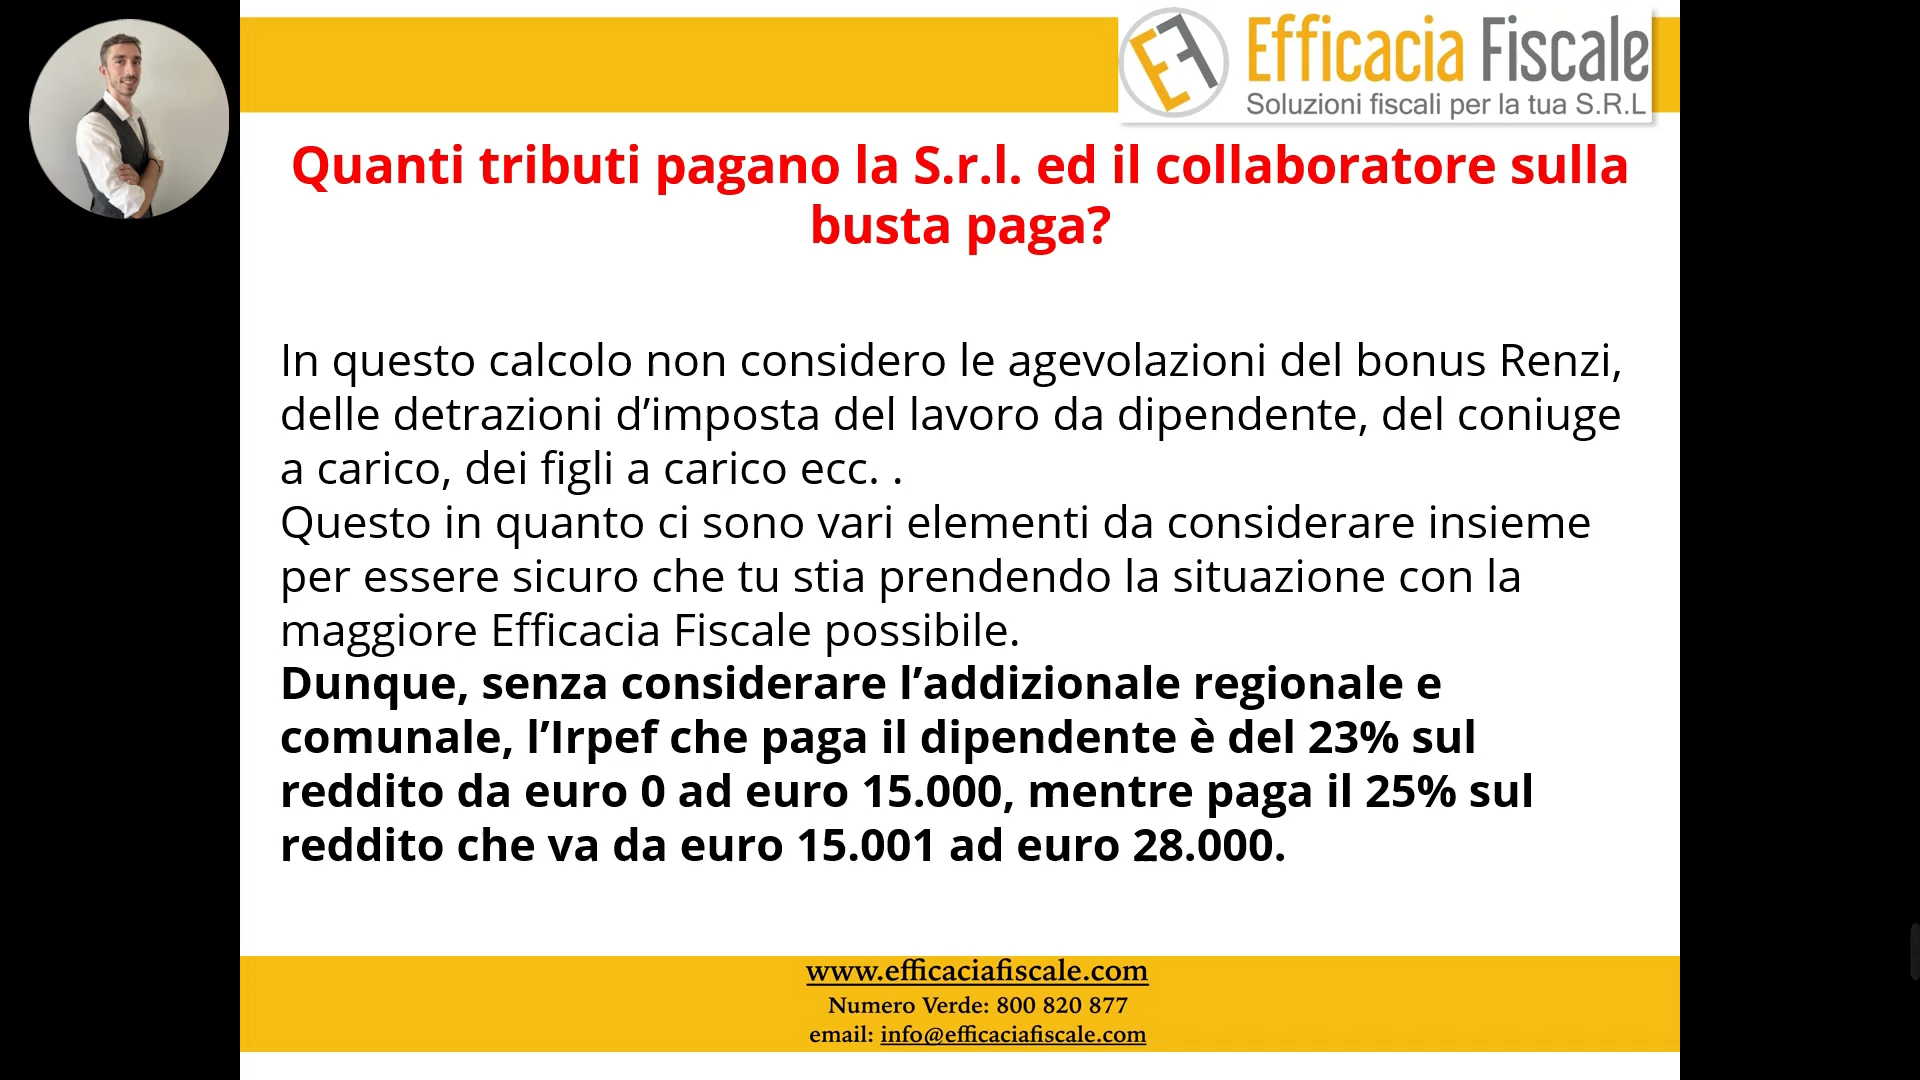 Efficacia Fiscale
Soluzioni fiscali per la tua S.R.L
Quanti tributi pagano la S.r.l. ed il collaboratore sulla
busta paga?
In questo calcolo non considero le agevolazioni del bonus Renzi,
delle detrazioni d’imposta del lavoro da dipendente, del coniuge
a carico, dei figli a carico ecc. .
Questo in quanto ci sono vari elementi da considerare insieme
per essere sicuro che tu stia prendendo la situazione con la
maggiore Efficacia Fiscale possibile.
Dunque, senza considerare l’addizionale regionale e
comunale, l’Irpef che paga il dipendente è del 23% sul
reddito da euro 0 ad euro 15.000, mentre paga il 25% sul
reddito che va da euro 15.001 ad euro 28.000.
www.efficaciafiscale.com
Numero Verde: 800 820 877
email: info@efficaciafiscale.com